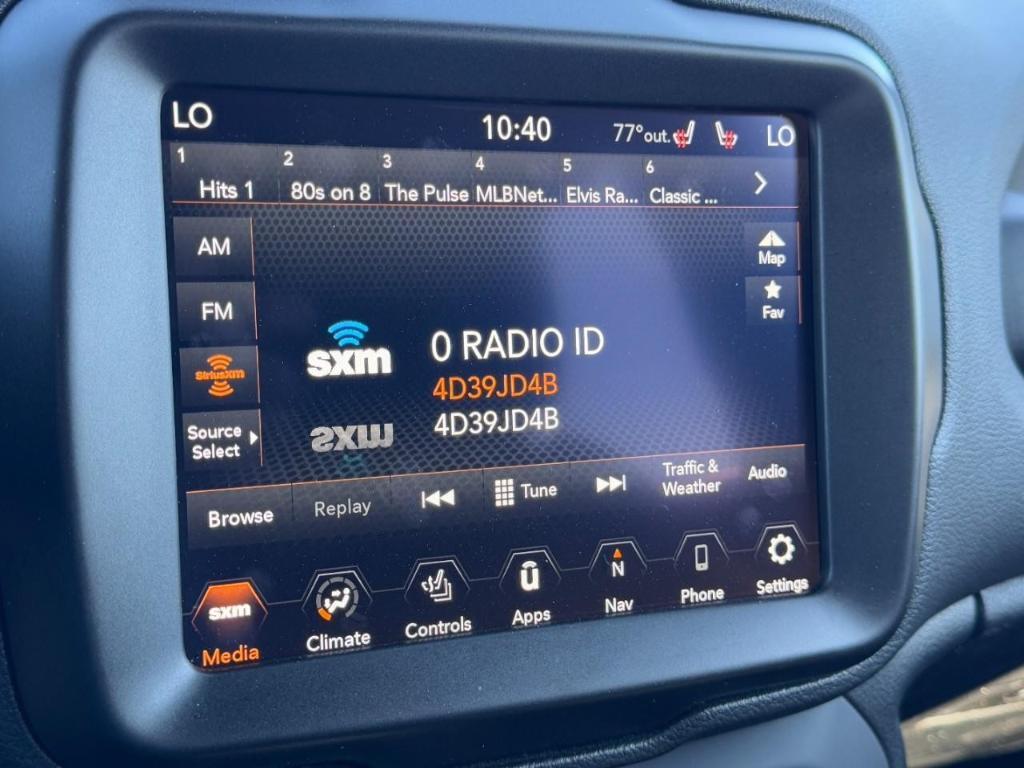 LO 10:40 77°out. LO
1 2 3 4 5 6
Hits 1 80s on 8 The Pulse MLBNet... Elvis Ra... Classic ...
AM
Map
FM
Fav
sxm
0 RADIO ID
SiriusXM
4D39JD4B
4D39JD4B
sxm
Source
Select
Browse
Replay
Tune
Traffic &
Weather
Audio
sxm
Media
Climate
Controls
ū
Apps
N
Nav
Phone
Settings